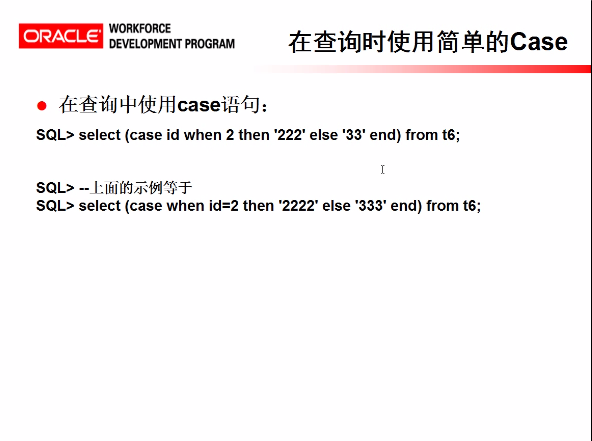 ORACLE WORKFORCE DEVELOPMENT PROGRAM
在查询时使用简单的Case
在查询中使用case语句:
SQL> select (case id when 2 then '222' else '33' end) from t6;
SQL> --上面的示例等于
SQL> select (case when id=2 then '2222' else '333' end) from t6;